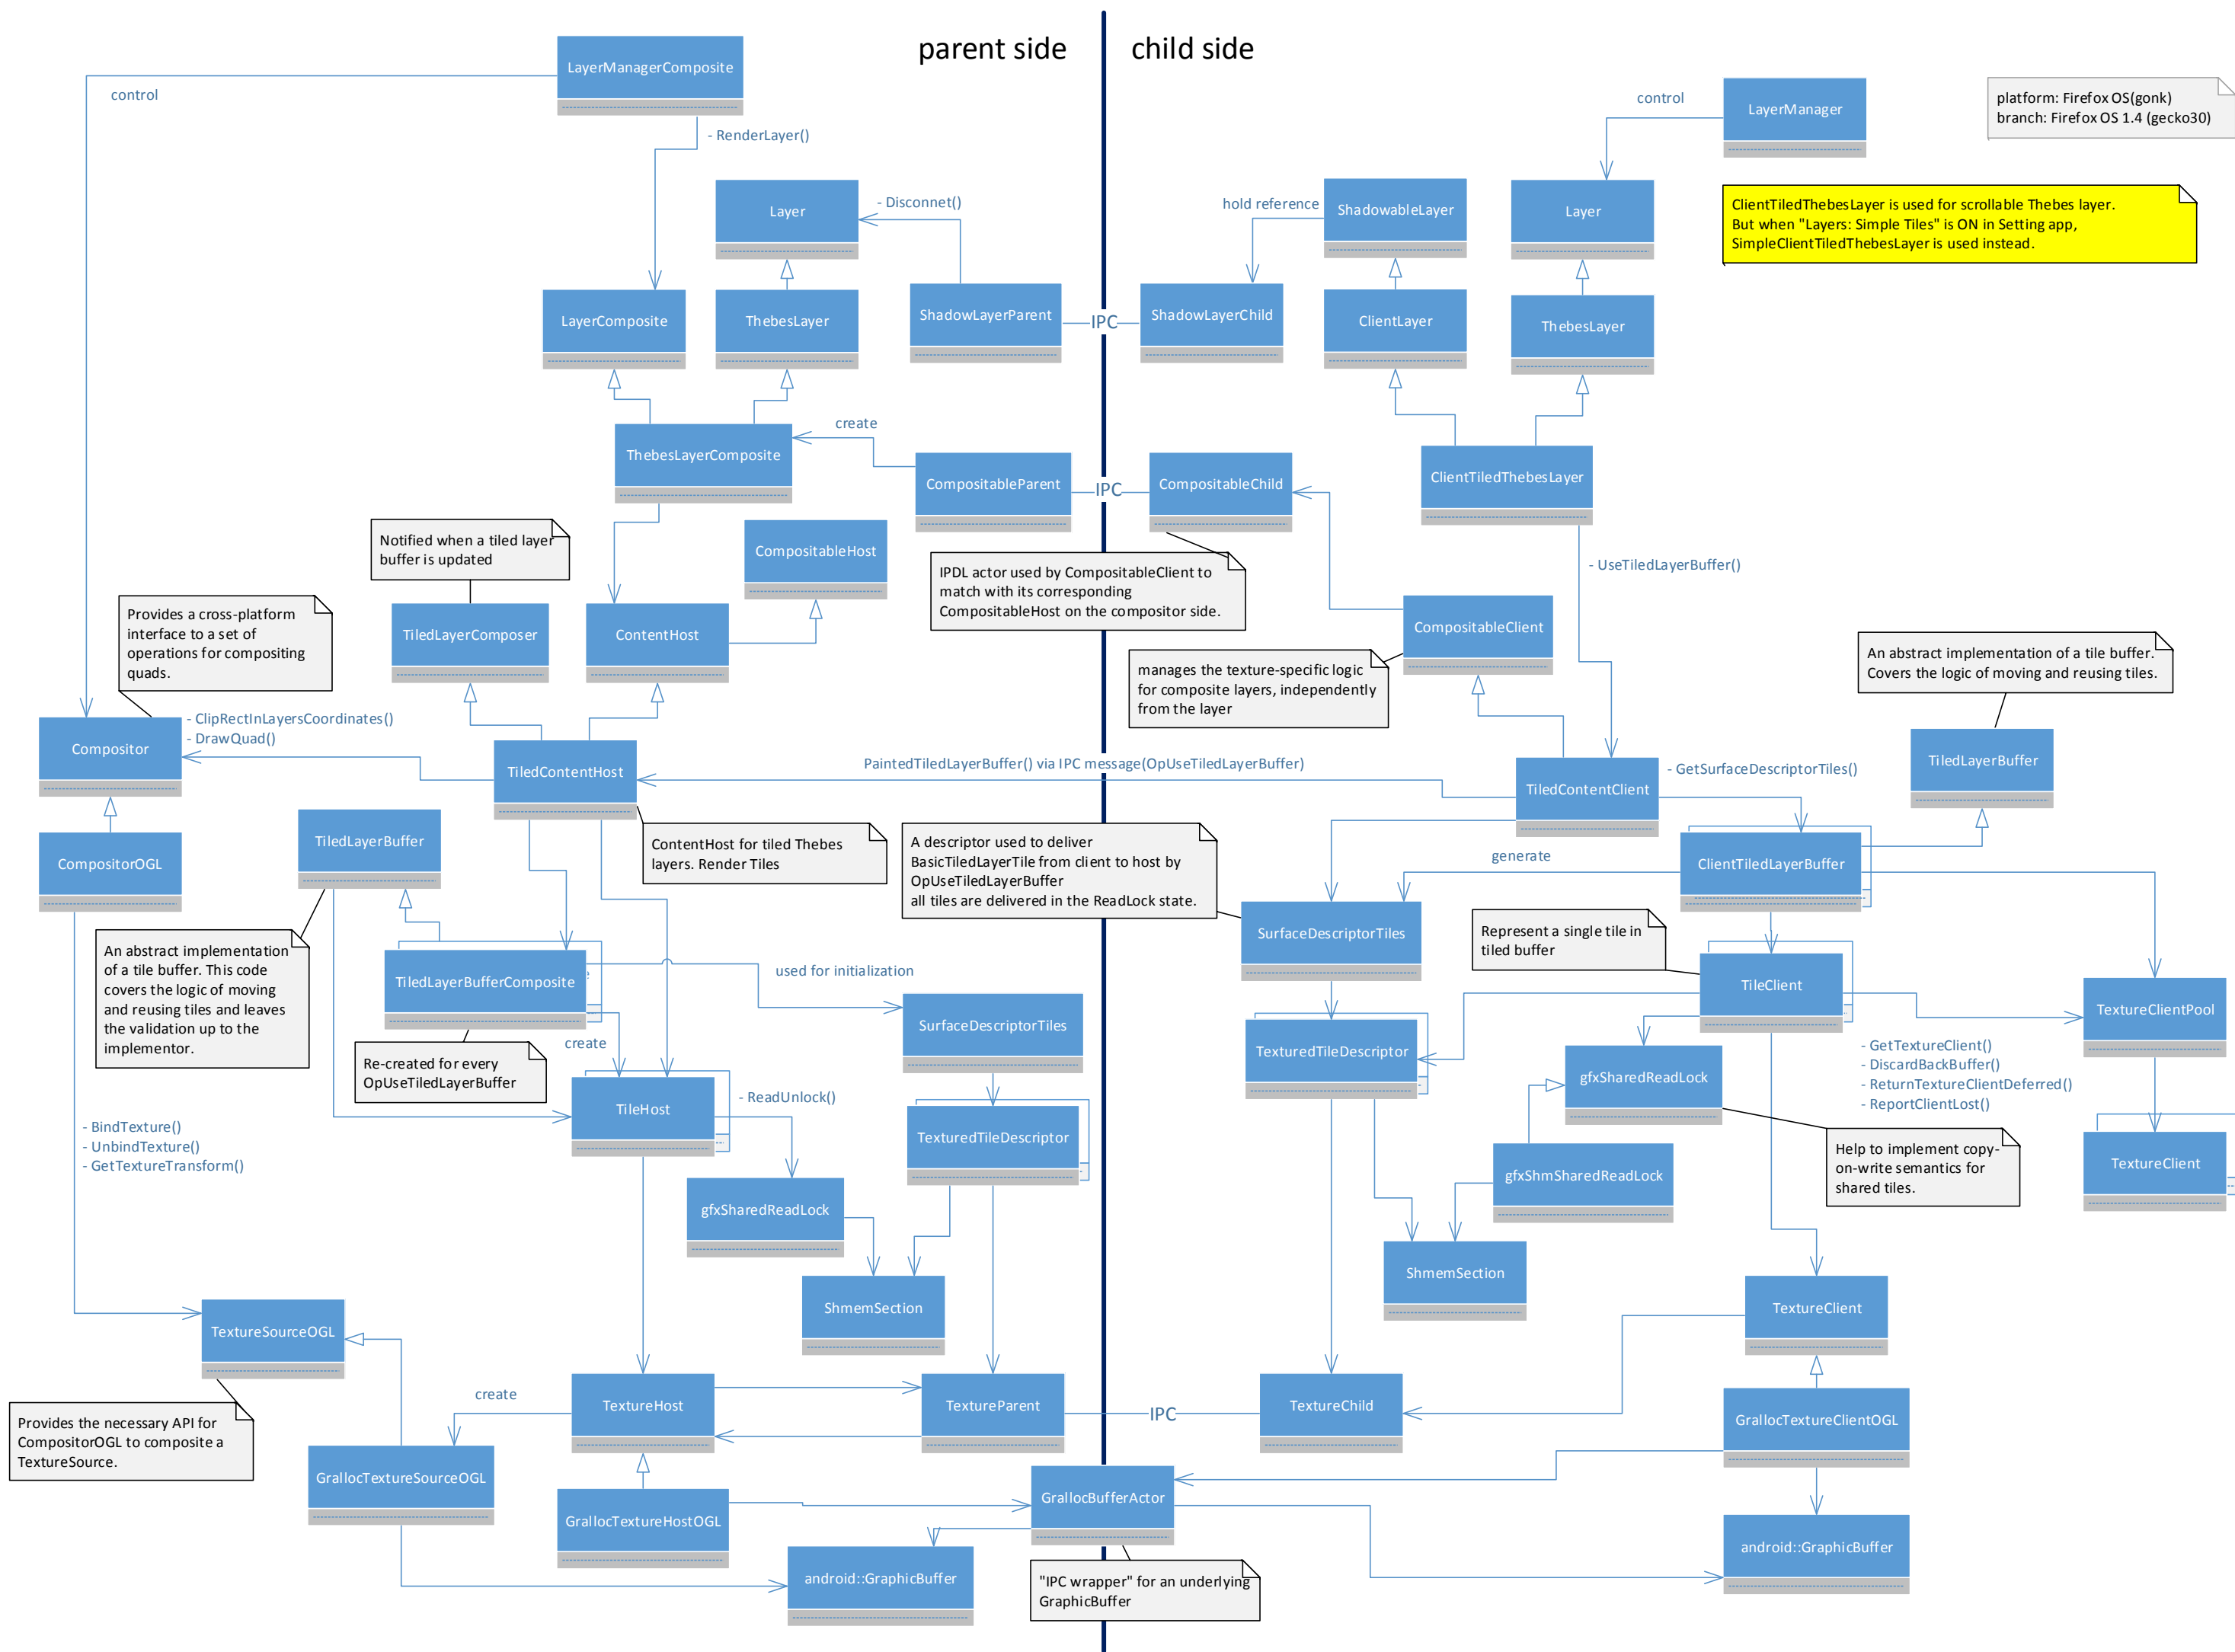 parent side
child side
LayerManagerComposite
control
- RenderLayer()
LayerManager
control
platform: Firefox OS(gonk)
branch: Firefox OS 1.4 (gecko30)
Layer
- Disconnet()
hold reference
ShadowableLayer
Layer
ClientTiledThebesLayer is used for scrollable Thebes layer.
But when "Layers: Simple Tiles" is ON in Setting app,
SimpleClientTiledThebesLayer is used instead.
LayerComposite
ThebesLayer
ShadowLayerParent
IPC
ShadowLayerChild
ClientLayer
ThebesLayer
ThebesLayerComposite
create
CompositableParent
IPC
CompositableChild
ClientTiledThebesLayer
Notified when a tiled layer
buffer is updated
CompositableHost
IPDL actor used by CompositableClient to
match with its corresponding
CompositableHost on the compositor side.
- UseTiledLayerBuffer()
Provides a cross-platform
interface to a set of
operations for compositing
quads.
TiledLayerComposer
ContentHost
CompositableClient
manages the texture-specific logic
for composite layers, independently
from the layer
An abstract implementation of a tile buffer.
Covers the logic of moving and reusing tiles.
Compositor
- ClipRectInLayersCoordinates()
- DrawQuad()
TiledContentHost
PaintedTiledLayerBuffer() via IPC message(OpUseTiledLayerBuffer)
TiledContentClient
- GetSurfaceDescriptorTiles()
TiledLayerBuffer
CompositorOGL
TiledLayerBuffer
ContentHost for tiled Thebes
layers. Render Tiles
A descriptor used to deliver
BasicTiledLayerTile from client to host by
OpUseTiledLayerBuffer
all tiles are delivered in the ReadLock state.
generate
ClientTiledLayerBuffer
An abstract implementation
of a tile buffer. This code
covers the logic of moving
and reusing tiles and leaves
the validation up to the
implementor.
TiledLayerBufferComposite
used for initialization
SurfaceDescriptorTiles
Represent a single tile in
tiled buffer
TileClient
TextureClientPool
Re-created for every
OpUseTiledLayerBuffer
create
SurfaceDescriptorTiles
TexturedTileDescriptor
gfxSharedReadLock
- GetTextureClient()
- DiscardBackBuffer()
- ReturnTextureClientDeferred()
- ReportClientLost()
TileHost
- ReadUnlock()
TexturedTileDescriptor
- BindTexture()
- UnbindTexture()
- GetTextureTransform()
gfxShmSharedReadLock
Help to implement copy-
on-write semantics for
shared tiles.
TextureClient
gfxSharedReadLock
ShmemSection
ShmemSection
TextureClient
TextureSourceOGL
Provides the necessary API for
CompositorOGL to composite a
TextureSource.
create
TextureHost
TextureParent
IPC
TextureChild
GrallocTextureClientOGL
GrallocTextureSourceOGL
GrallocTextureHostOGL
GrallocBufferActor
android::GraphicBuffer
"IPC wrapper" for an underlying
GraphicBuffer
android::GraphicBuffer